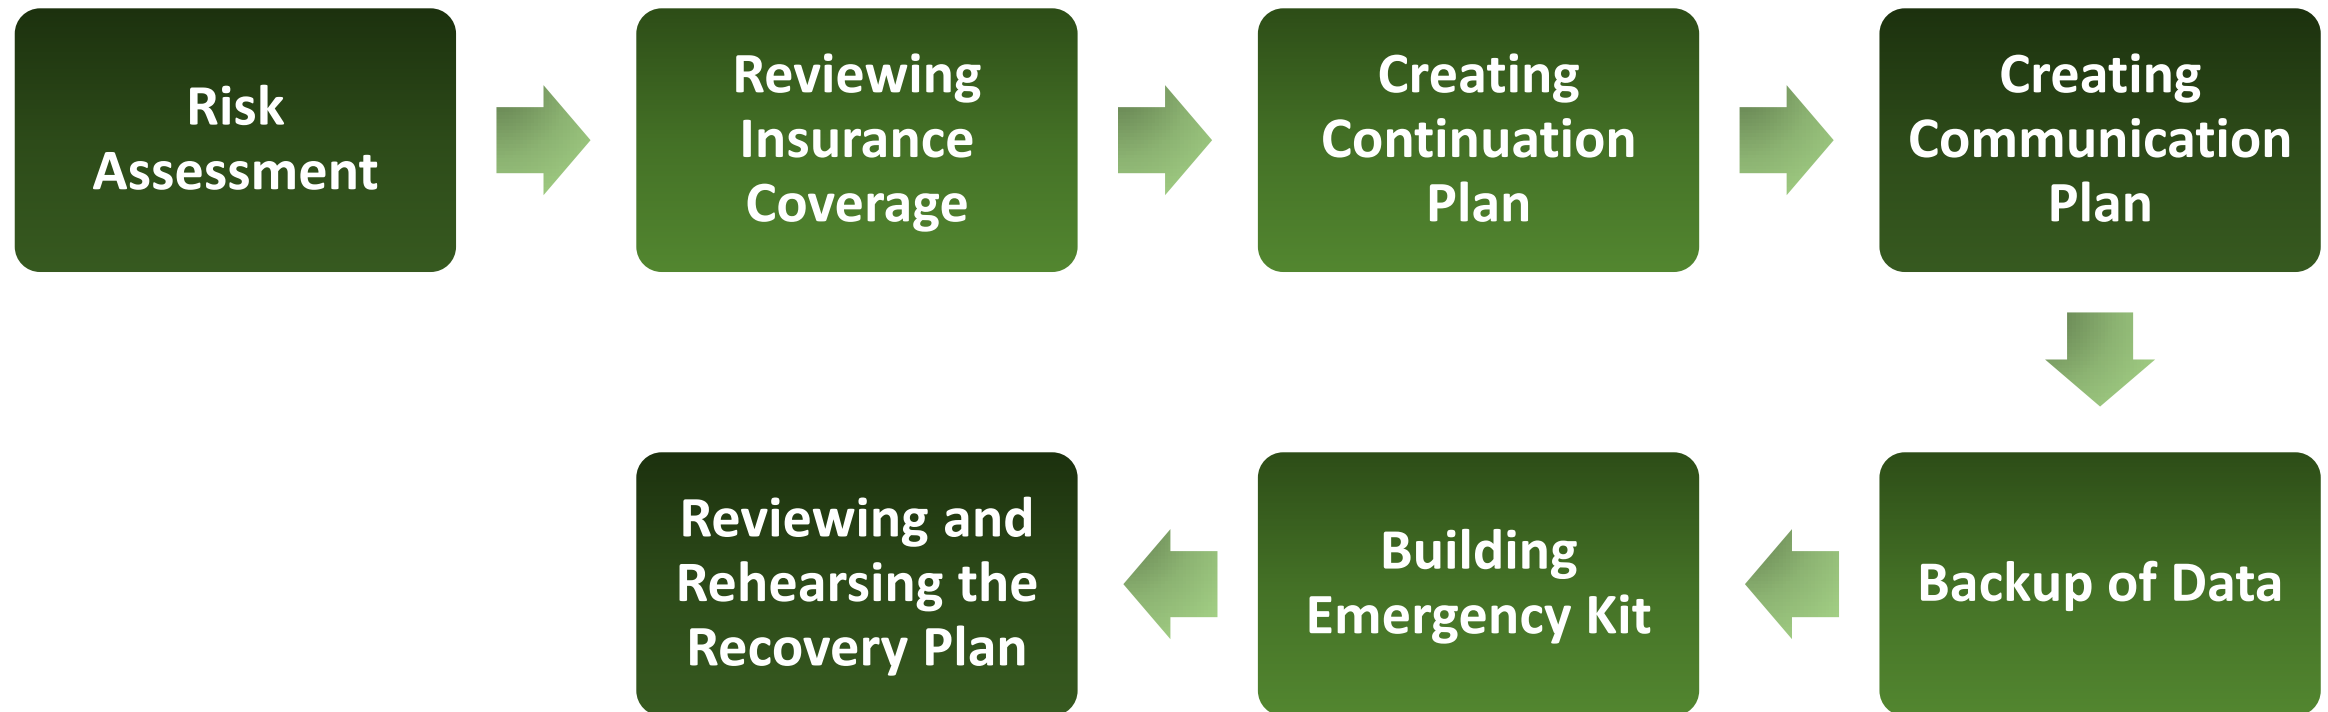 Risk
Assessment
Reviewing
Insurance
Coverage
Creating
Continuation
Plan
Creating
Communication
Plan
Backup of Data
Building
Emergency Kit
Reviewing and
Rehearsing the
Recovery Plan